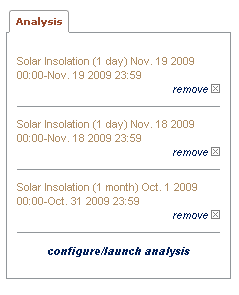 Analysis
Solar Insolation (1 day) Nov. 19 2009
00:00-Nov. 19 2009 23:59
remove
Solar Insolation (1 day) Nov. 18 2009
00:00-Nov. 18 2009 23:59
remove
Solar Insolation (1 month) Oct. 1 2009
00:00-Oct. 31 2009 23:59
remove
configure/launch analysis